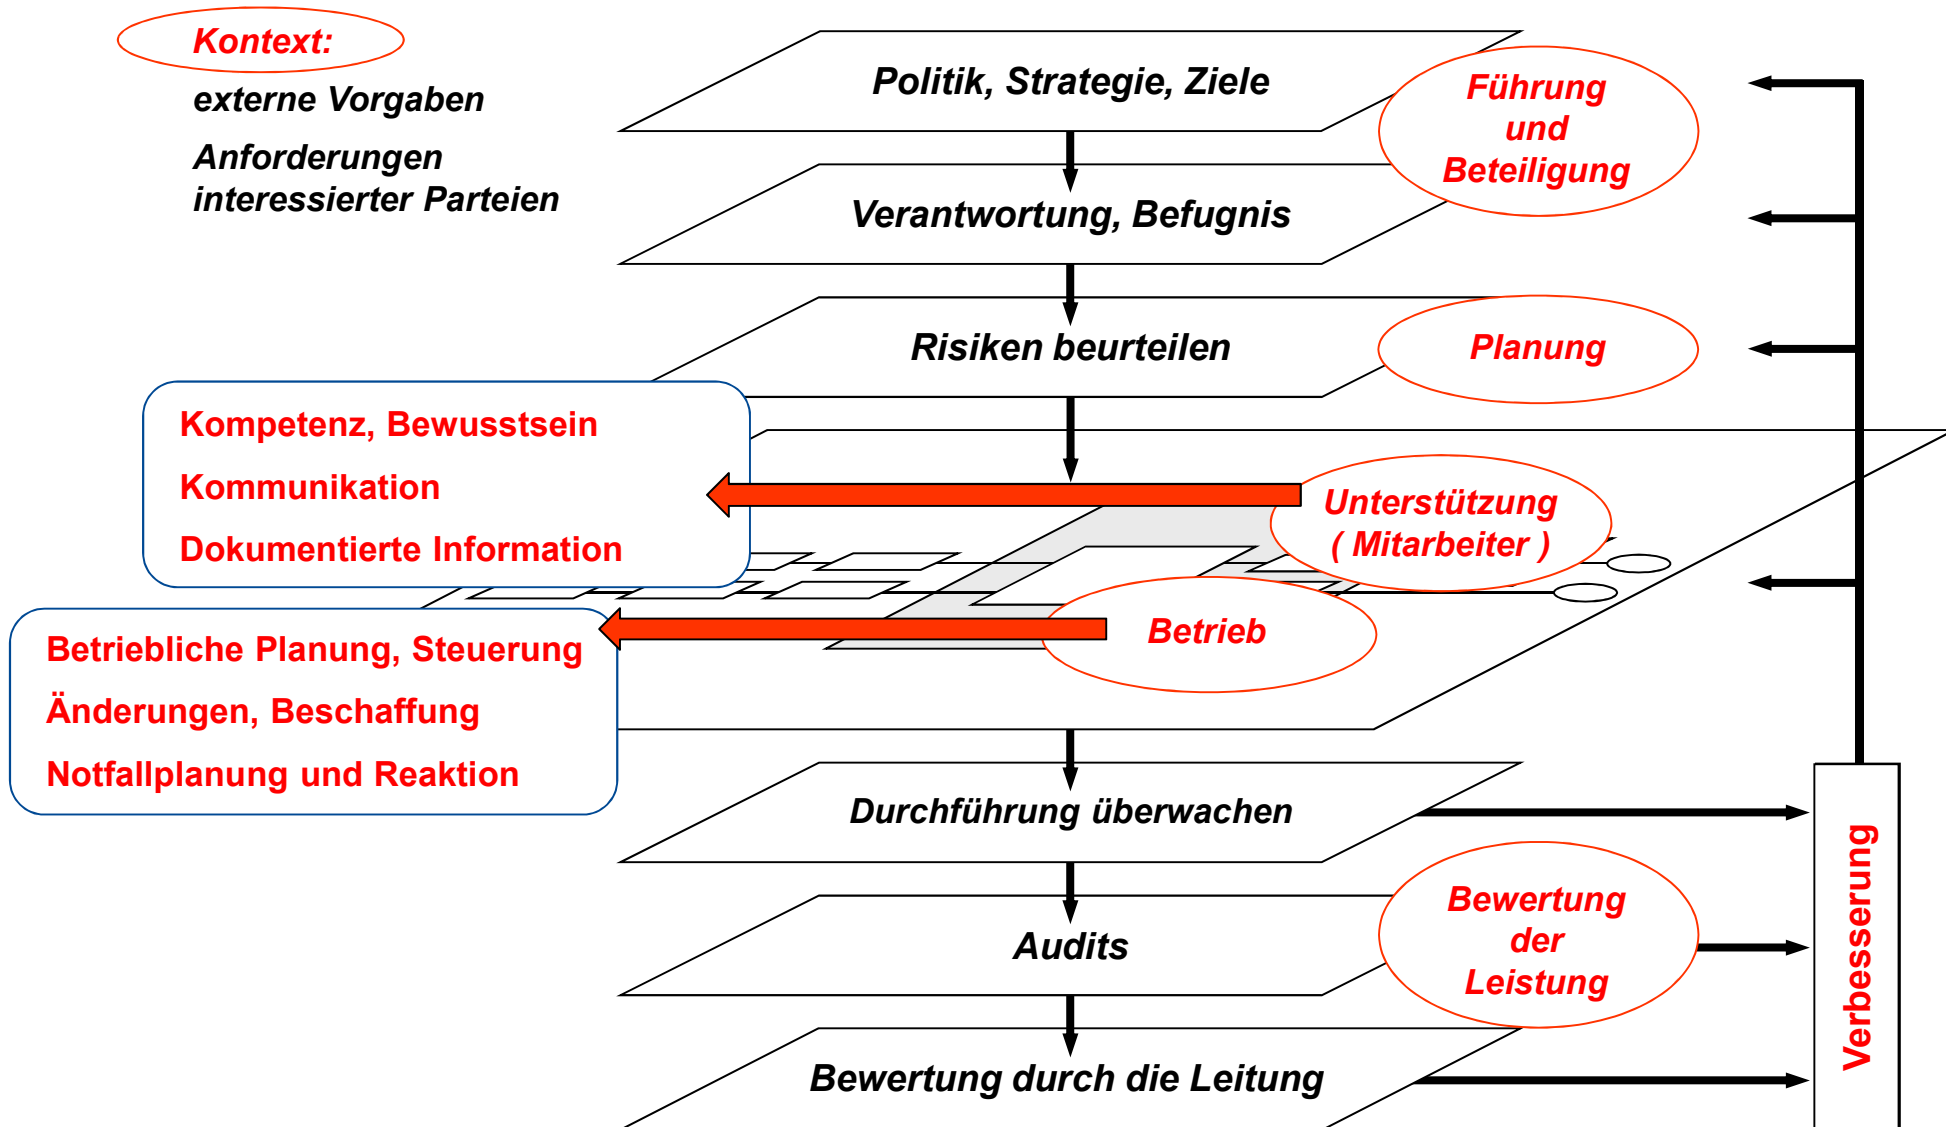 Kontext:
externe Vorgaben
Anforderungen
interessierter Parteien
Politik, Strategie, Ziele
Führung
und
Beteiligung
Verantwortung, Befugnis
Risiken beurteilen
Planung
Kompetenz, Bewusstsein
Kommunikation
Dokumentierte Information
Unterstützung
( Mitarbeiter )
Betrieb
Betriebliche Planung, Steuerung
Änderungen, Beschaffung
Notfallplanung und Reaktion
Durchführung überwachen
Audits
Bewertung
der
Leistung
Bewertung durch die Leitung
Verbesserung